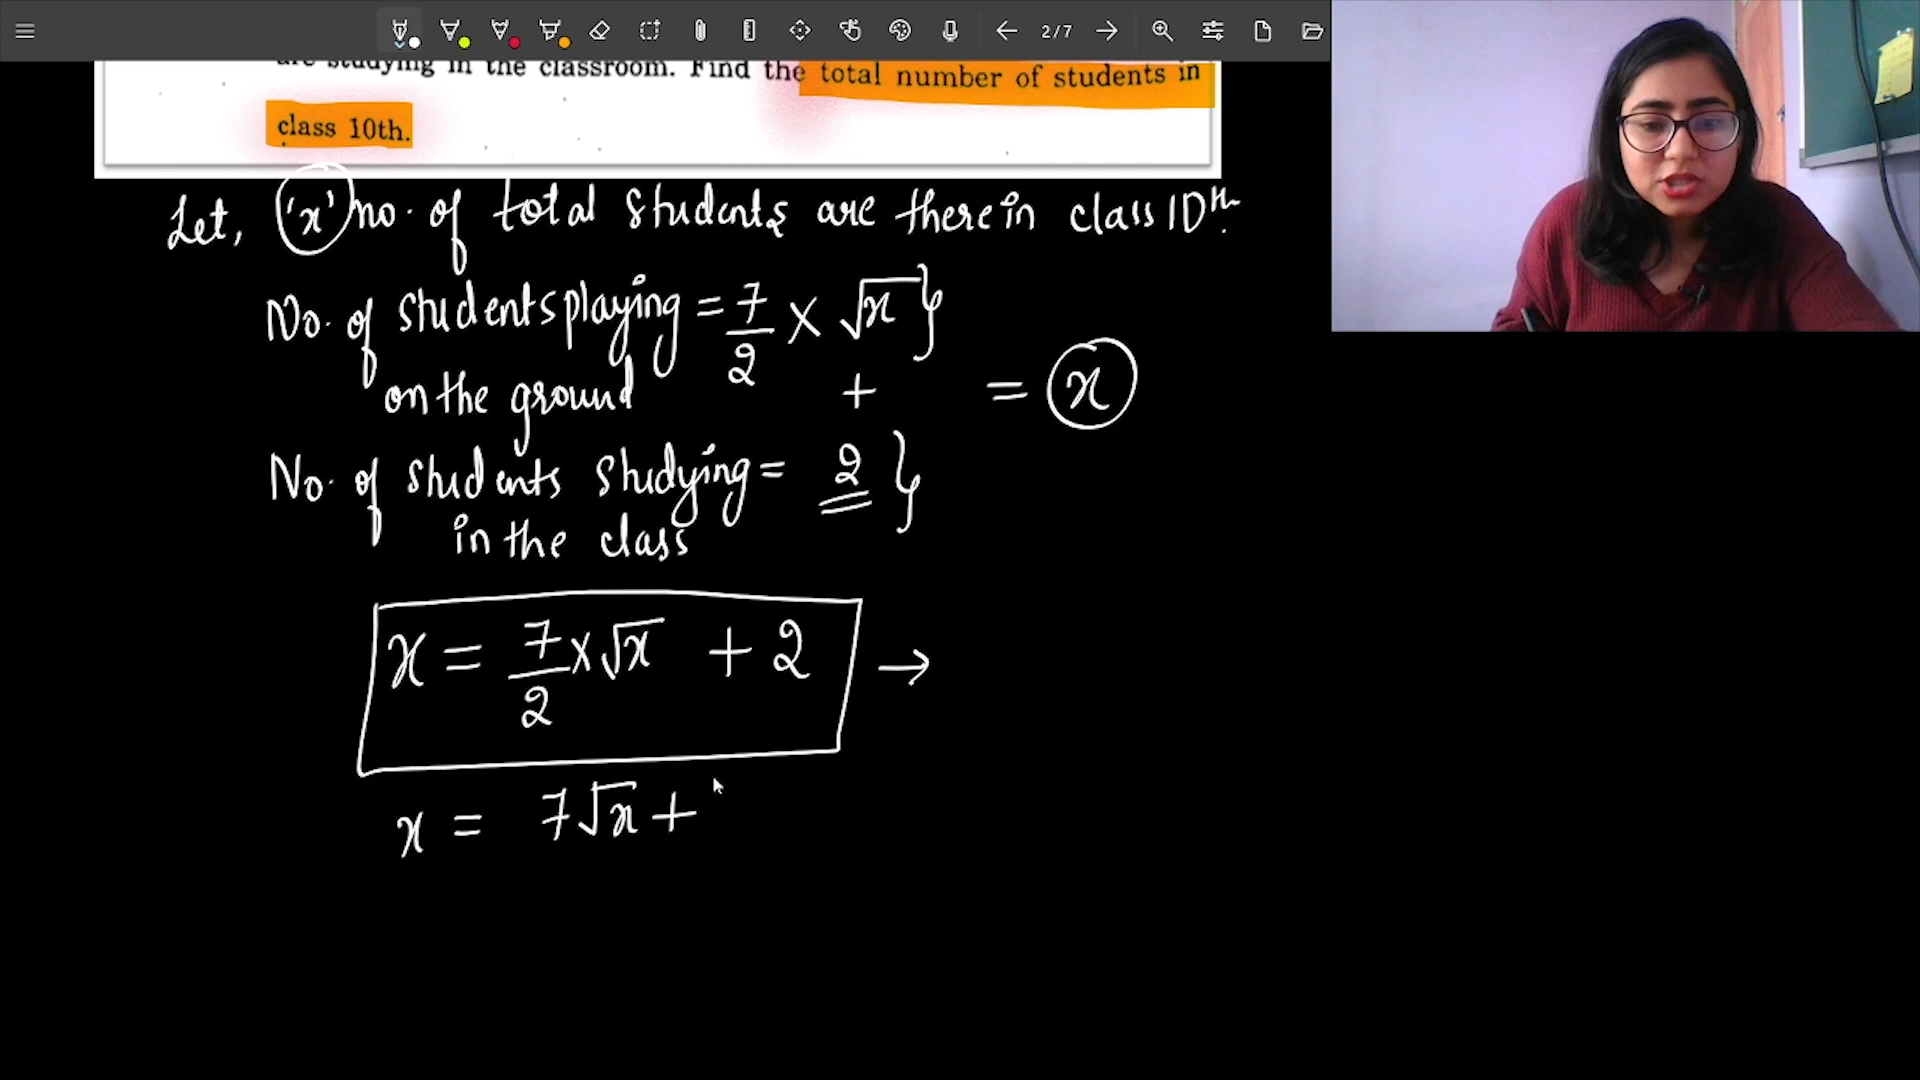 2/7
are studying in the classroom. Find the total number of students in
class 10th.
Let, 'x' no. of total students are there in class 10th.
No. of students playing = 7/2 × √x }
on the ground
+ = x
No. of students studying = 2 }
in the class
x = 7/2 × √x + 2 →
x = 7√x +